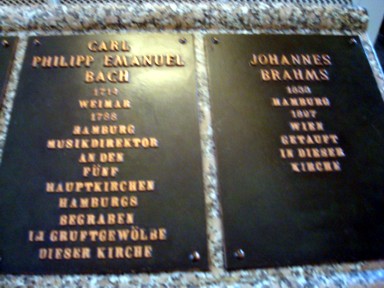 CARL
PHILIPP EMANUEL
BACH
1714
WEIMAR
1788
HAMBURG
MUSIKDIREKTOR
AN DEN
FÜNF
HAUPTKIRCHEN
HAMBURGS
BEGRABEN
IM GRUFTGEWÖLBE
DIESER KIRCHE
JOHANNES
BRAHMS
1833
HAMBURG
1897
WIEN
GETAUFT
IN DIESER
KIRCHE